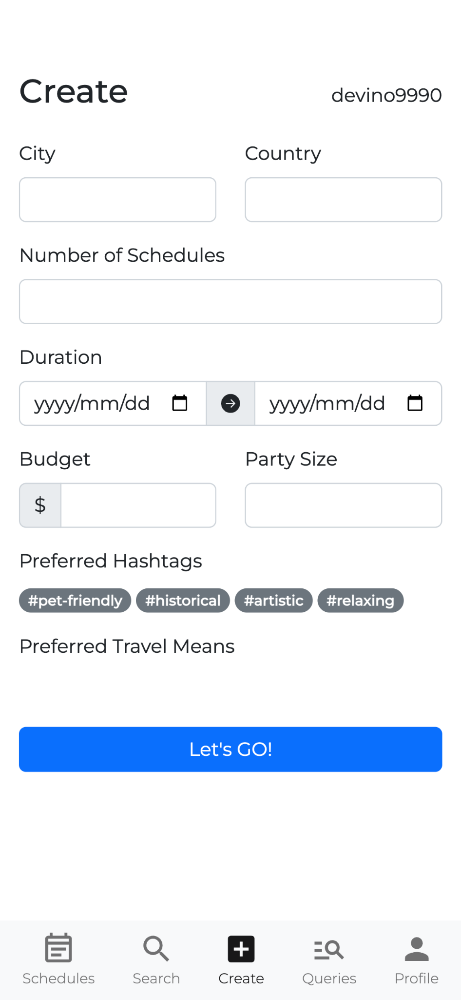 Create
devino9990
City
Country
Number of Schedules
Duration
yyyy/mm/dd
yyyy/mm/dd
Budget
Party Size
$
Preferred Hashtags
#pet-friendly #historical #artistic #relaxing
Preferred Travel Means
Let's GO!
Schedules
Search
Create
Queries
Profile